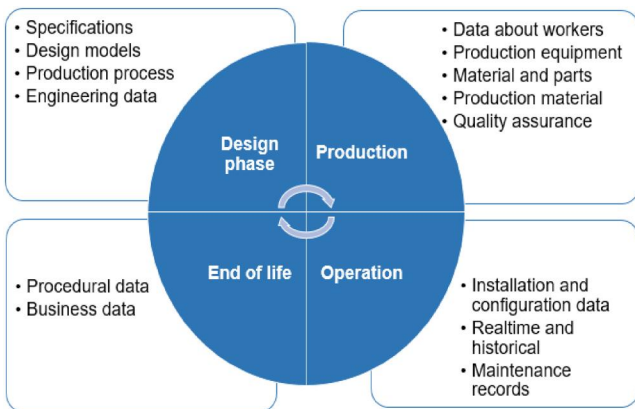 • Specifications
• Design models
• Production process
• Engineering data
• Data about workers
• Production equipment
• Material and parts
• Production material
• Quality assurance
Design
phase
Production
End of life
Operation
• Procedural data
• Business data
• Installation and
configuration data
• Realtime and
historical
• Maintenance
records